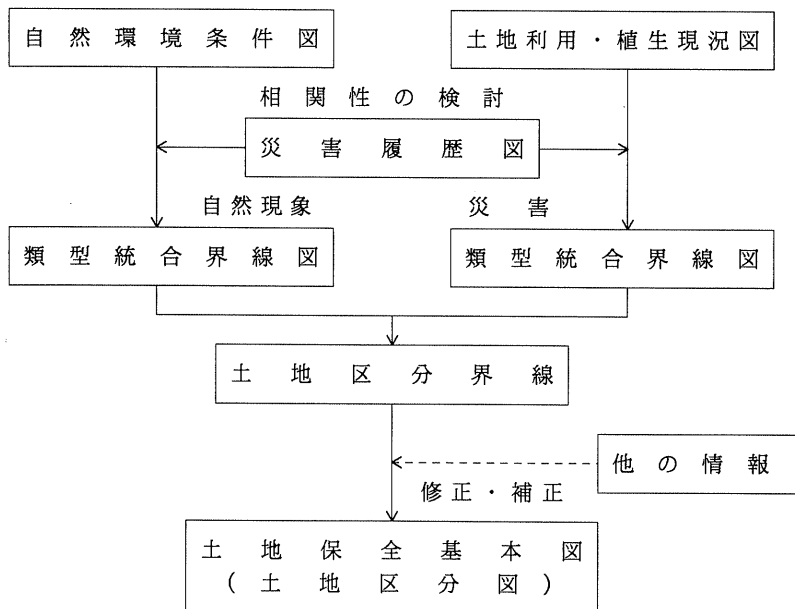 自然環境条件図
土地利用・植生現況図
相関性の検討
災害履歴図
自然現象
災害
類型統合界線図
類型統合界線図
土地区分界線
他の情報
修正・補正
土地保全基本図
(土地区分図)